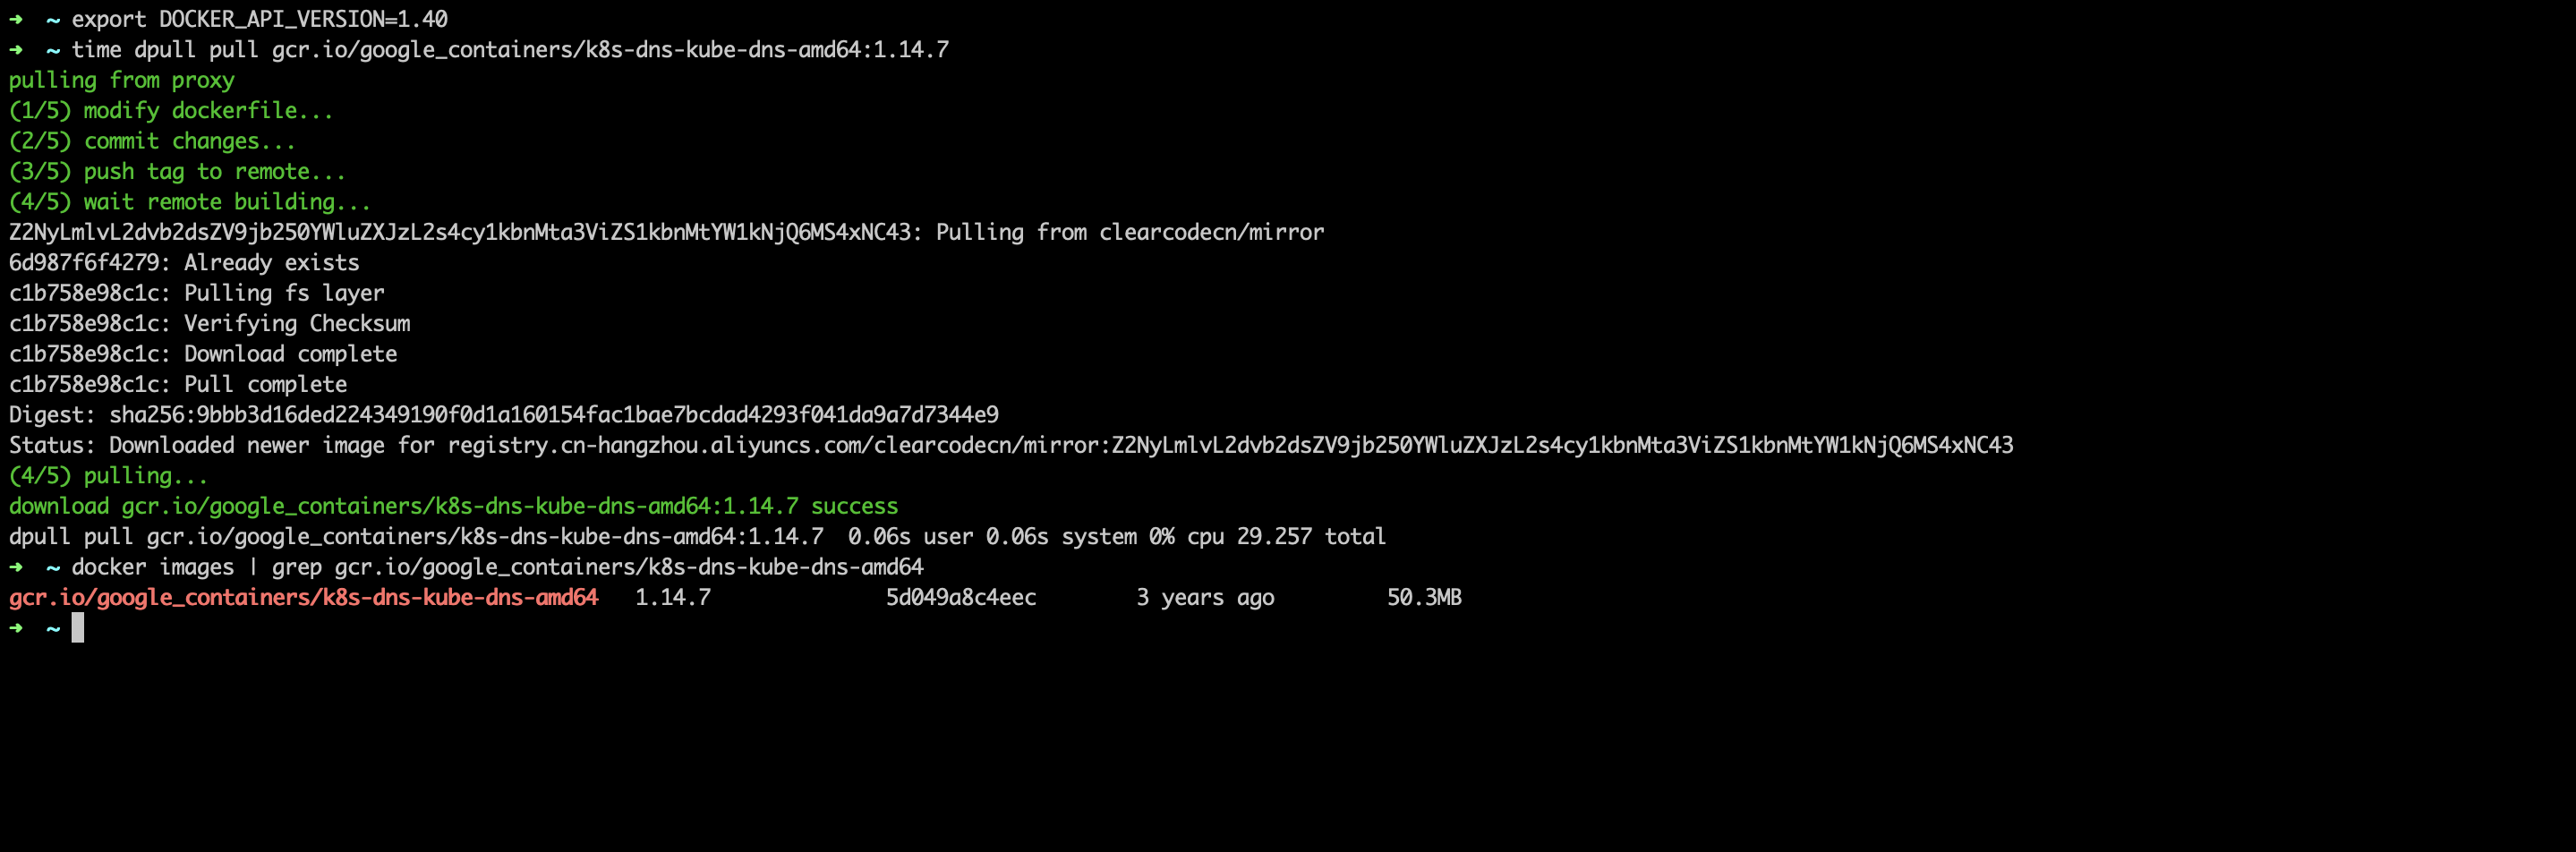 ➜ ~ export DOCKER_API_VERSION=1.40
➜ ~ time dpull pull gcr.io/google_containers/k8s-dns-kube-dns-amd64:1.14.7
pulling from proxy
(1/5) modify dockerfile...
(2/5) commit changes...
(3/5) push tag to remote...
(4/5) wait remote building...
Z2NyLmlvL2dvb2dsZV9jb250YWluZXJzL2s4cy1kbnMta3ViZS1kbnMtYW1kNjQ6MS4xNC43: Pulling from clearcodecn/mirror
6d987f6f4279: Already exists
c1b758e98c1c: Pulling fs layer
c1b758e98c1c: Verifying Checksum
c1b758e98c1c: Download complete
c1b758e98c1c: Pull complete
Digest: sha256:9bbb3d16ded224349190f0d1a160154fac1bae7bcdad4293f041da9a7d7344e9
Status: Downloaded newer image for registry.cn-hangzhou.aliyuncs.com/clearcodecn/mirror:Z2NyLmlvL2dvb2dsZV9jb250YWluZXJzL2s4cy1kbnMta3ViZS1kbnMtYW1kNjQ6MS4xNC43
(4/5) pulling...
download gcr.io/google_containers/k8s-dns-kube-dns-amd64:1.14.7 success
dpull pull gcr.io/google_containers/k8s-dns-kube-dns-amd64:1.14.7  0.06s user 0.06s system 0% cpu 29.257 total
➜ ~ docker images | grep gcr.io/google_containers/k8s-dns-kube-dns-amd64
gcr.io/google_containers/k8s-dns-kube-dns-amd64   1.14.7   5d049a8c4eec   3 years ago   50.3MB
➜ ~